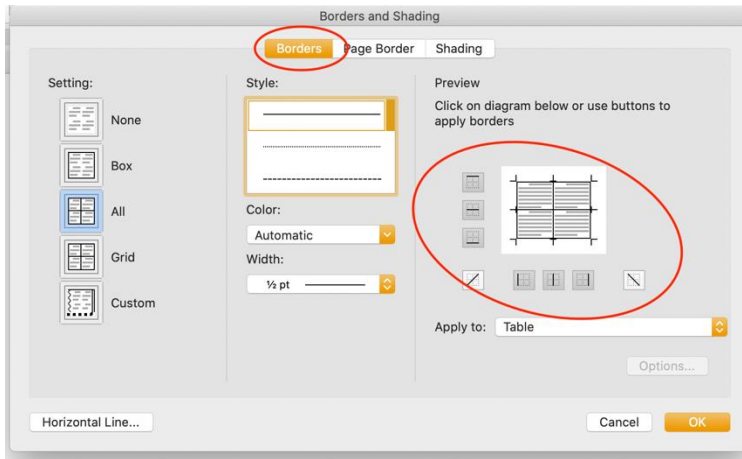 Borders and Shading
Borders
Page Border
Shading
Setting:
None
Box
All
Grid
Custom
Style:
Color:
Automatic
Width:
½ pt
Preview
Click on diagram below or use buttons to
apply borders
Apply to:
Table
Options...
Horizontal Line...
Cancel
OK